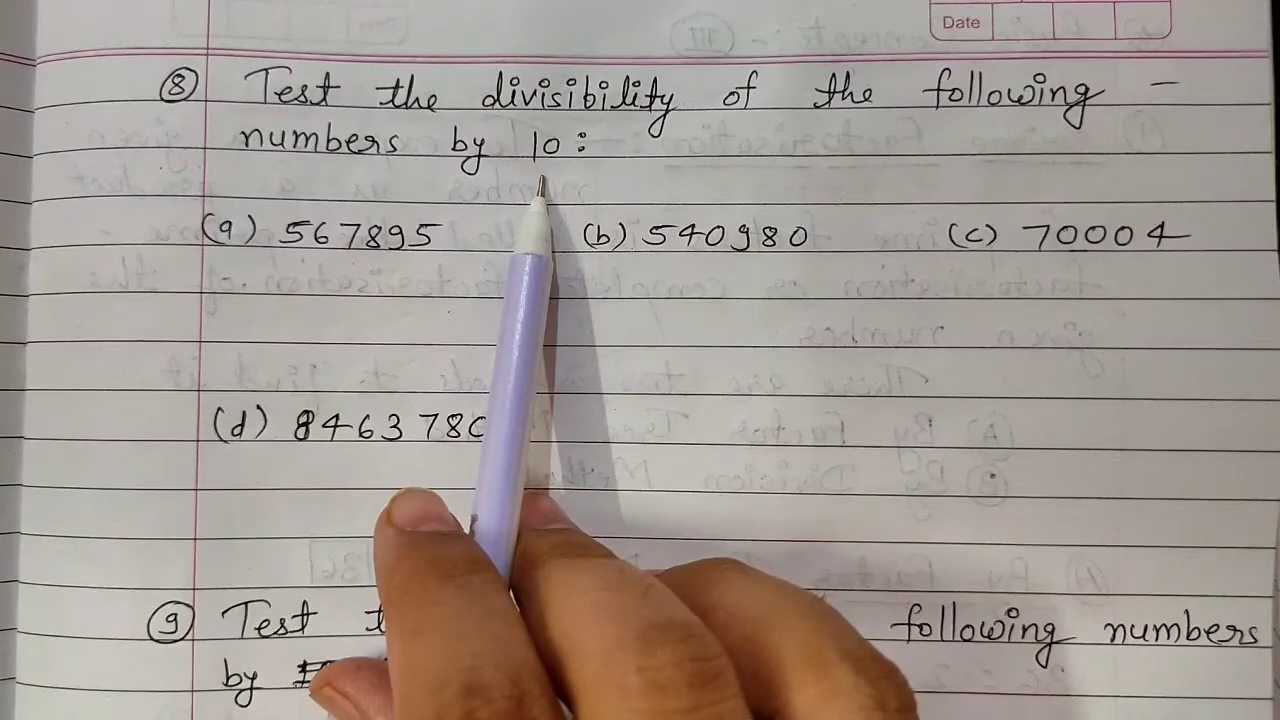 Date
8 Test the divisibility of the following -
numbers by 10:
(a) 567895 (b) 540980 (c) 70004
(d) 846378
9 Test following numbers
by